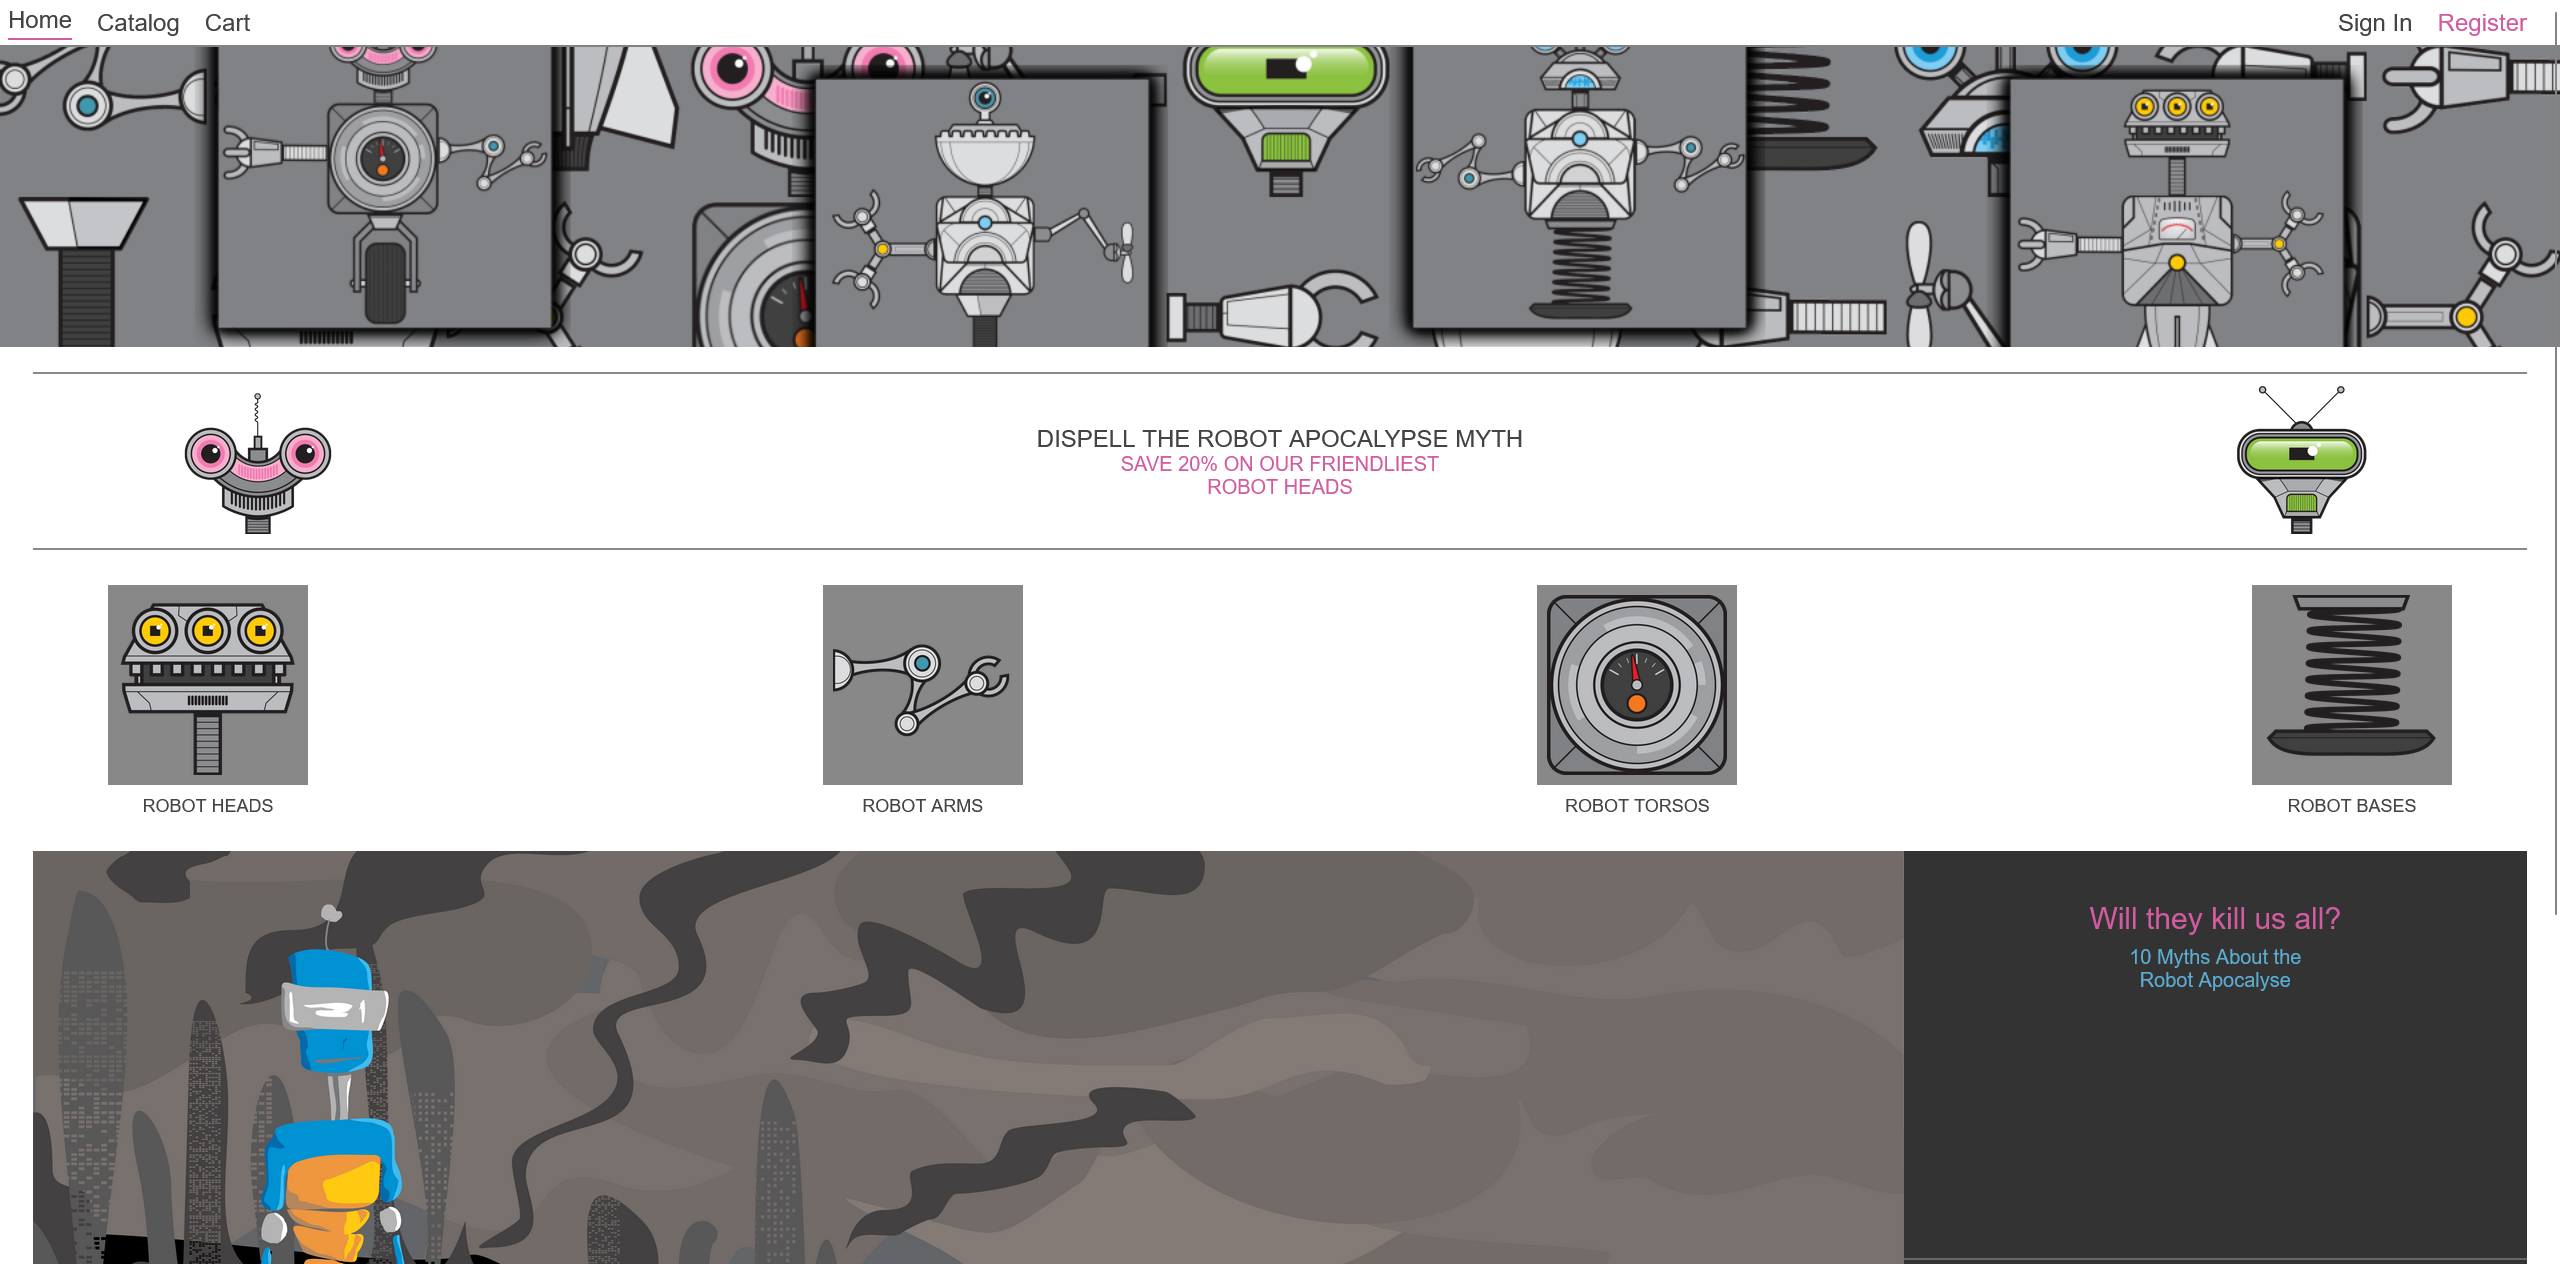 Home Catalog Cart Sign In Register
DISPELL THE ROBOT APOCALYPSE MYTH
SAVE 20% ON OUR FRIENDLIEST
ROBOT HEADS
ROBOT HEADS
ROBOT ARMS
ROBOT TORSOS
ROBOT BASES
Will they kill us all?
10 Myths About the
Robot Apocalyse